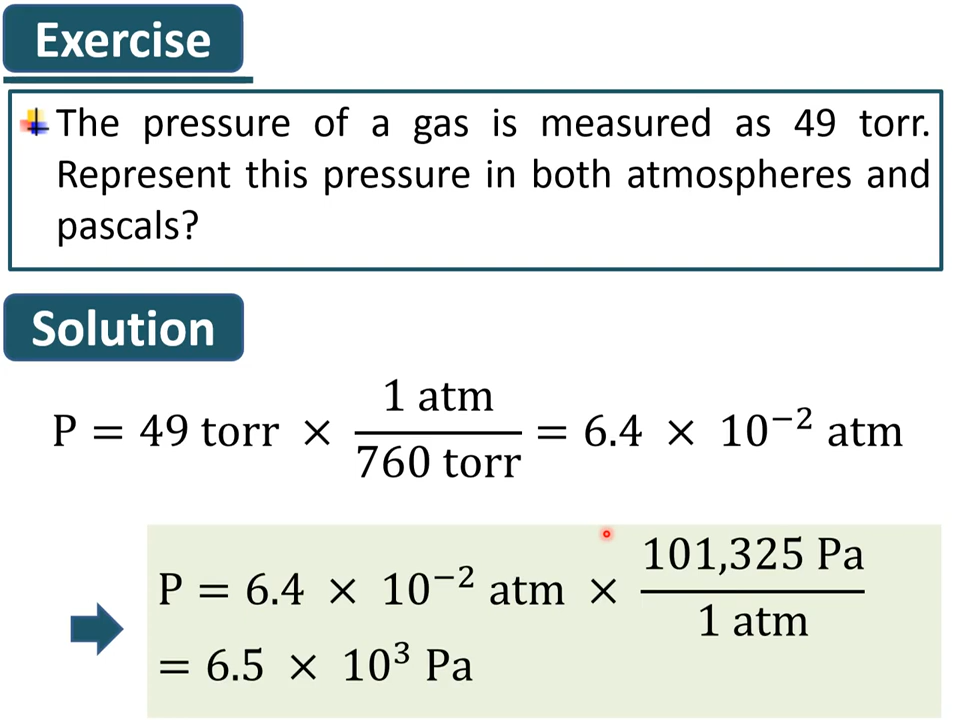 Exercise
The pressure of a gas is measured as 49 torr.
Represent this pressure in both atmospheres and
pascals?
Solution
P = 49 torr × 1 atm / 760 torr = 6.4 × 10⁻² atm
P = 6.4 × 10⁻² atm × 101,325 Pa / 1 atm
= 6.5 × 10³ Pa